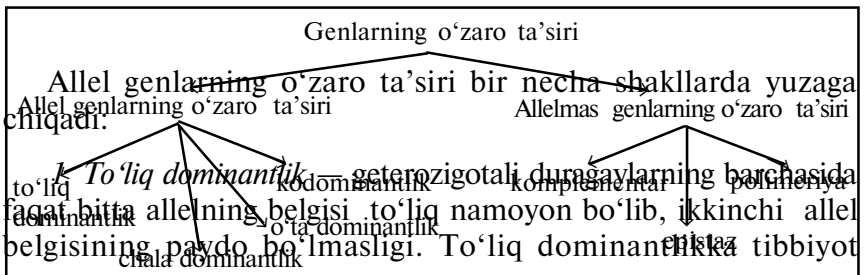 Genlarning o‘zaro ta’siri
Allel genlarning o‘zaro ta’siri bir necha shakllarda yuzaga
chiqadi:
Allel genlarning o‘zaro ta’siri
Allelmas genlarning o‘zaro ta’siri
1. To‘liq dominantlik — geterozigotali duragaylarning barchasida
faqat bitta allelning belgisi to‘liq namoyon bo‘lib, ikkinchi allel
belgisining paydo bo‘lmasligi. To‘liq dominantlikka tibbiyot
to‘liq
dominantlik
chala dominantlik
o‘ta dominantlik
kodominantlik
komplementar
epistaz
polimeriya